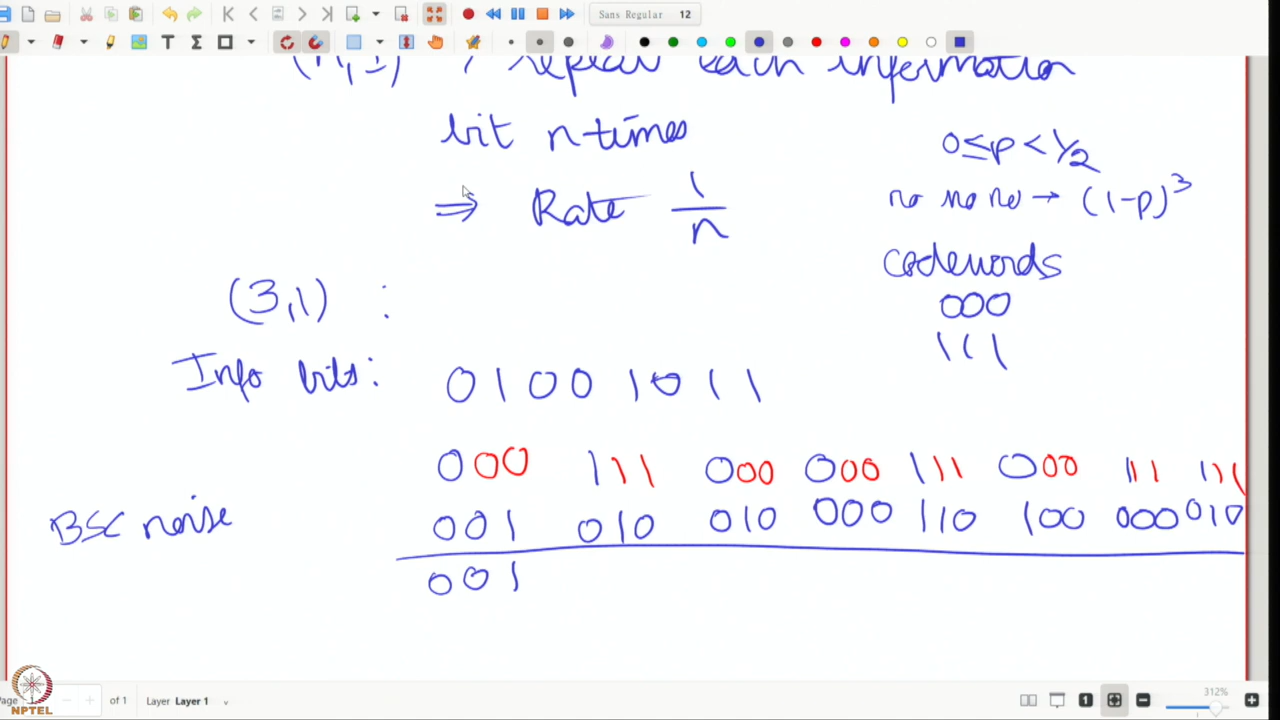 Sans Regular 12
repeat each information
bit n times
⇒ Rate 1/n
0≤p<1/2
no no no → (1-p)^3
codewords
000
111
(3,1) :
Info bits: 0 1 0 0 1 0 1 1
000 111 000 000 111 000 111 111
BSC noise 001 010 010 000 110 100 000 010
001
NPTEL
Page 1 of 1 Layer Layer 1
312%